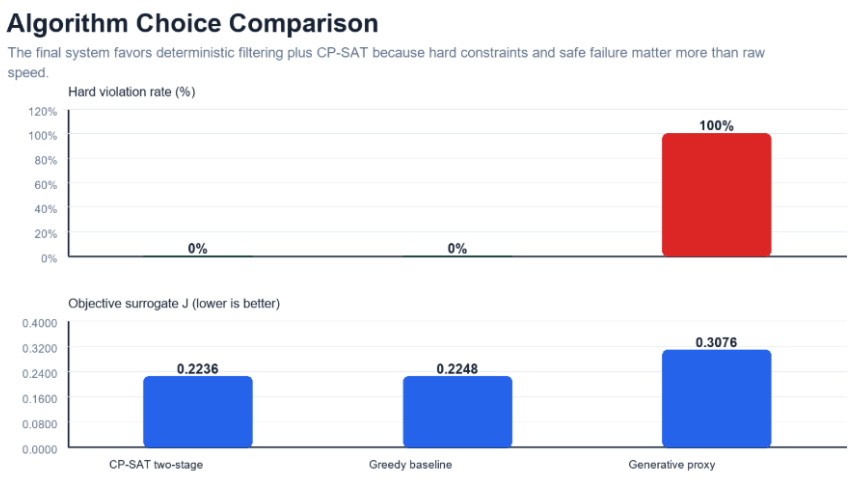 Algorithm Choice Comparison
The final system favors deterministic filtering plus CP-SAT because hard constraints and safe failure matter more than raw
speed.
Hard violation rate (%)
120%
100%
80%
60%
40%
20%
0%
0%
0%
100%
Objective surrogate J (lower is better)
0.4000
0.3200
0.2400
0.1600
0.0800
0.0000
0.2236
0.2248
0.3076
CP-SAT two-stage
Greedy baseline
Generative proxy